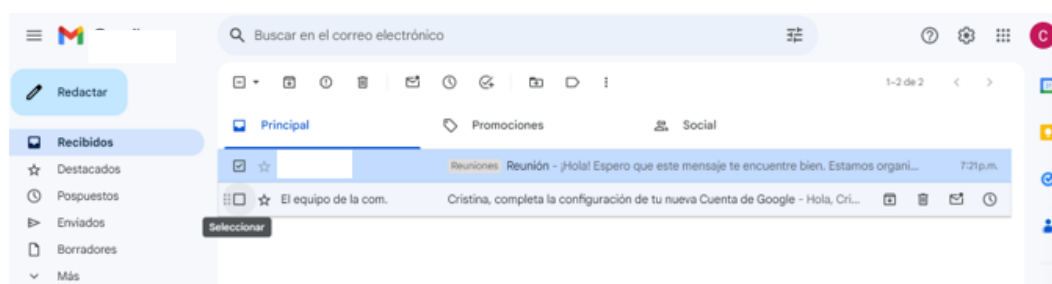 Buscar en el correo electrónico
Redactar
1–2 de 2
Principal
Promociones
Social
Recibidos
Destacados
Reuniones Reunión - ¡Hola! Espero que este mensaje te encuentre bien. Estamos organi... 7:21 p.m.
Pospuestos
El equipo de la com. Cristina, completa la configuración de tu nueva Cuenta de Google - Hola, Cri...
Seleccionar
Enviados
Borradores
Más
C